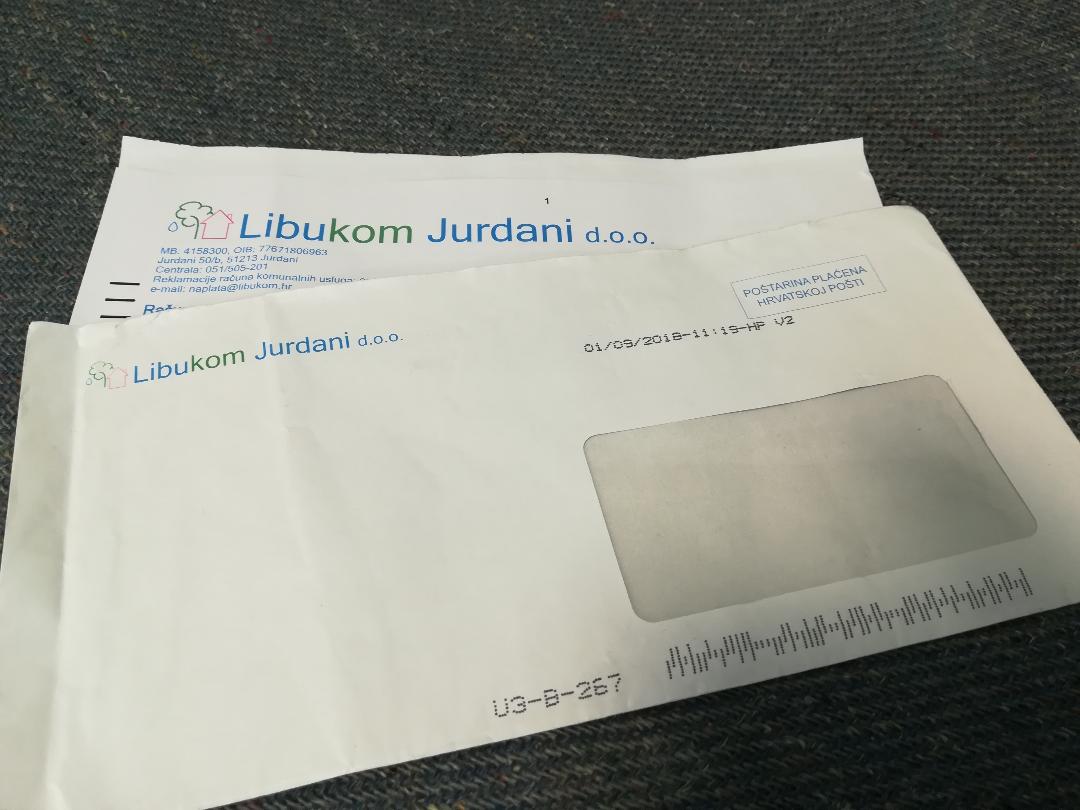 1
Libukom Jurdani d.o.o.
MB: 4158300, OIB: 77671806963
Jurdani 50/b, 51213 Jurdani
Centrala: 051/505-201
Reklamacije računa komunalnih usluga:
e-mail: naplata@libukom.hr
Libukom Jurdani d.o.o.
POŠTARINA PLAĆENA
HRVATSKOJ POŠTI
01/09/2018-11:19-HP V2
U3-B-267